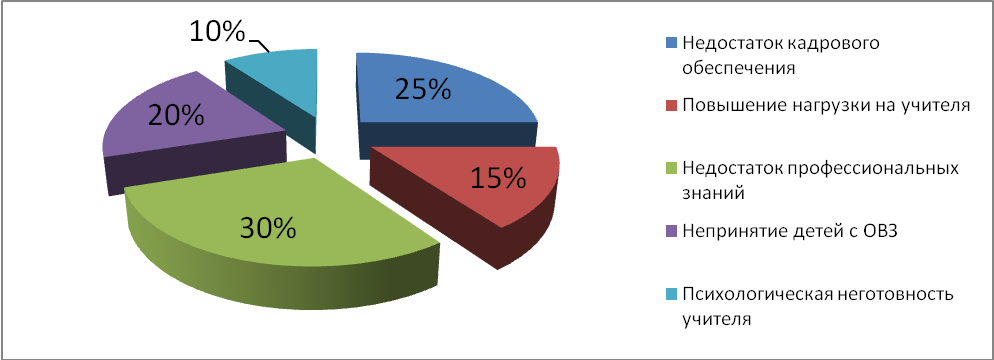 10%
25%
20%
15%
30%
Недостаток кадрового
обеспечения
Повышение нагрузки на учителя
Недостаток профессиональных
знаний
Непринятие детей с ОВЗ
Психологическая неготовность
учителя